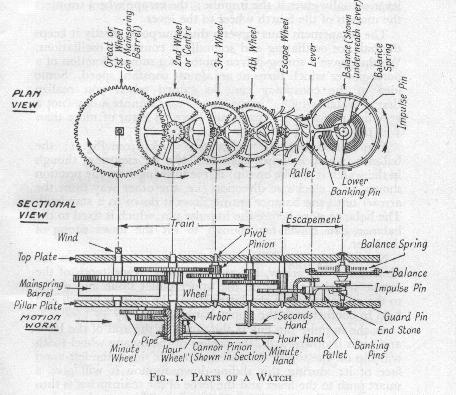 Great or
1st Wheel
(on Mainspring
Barrel)
2nd Wheel
or Centre
3rd Wheel
4th Wheel
Escape Wheel
Lever
Balance (shown
underneath Lever)
Balance
Spring
Impulse Pin
PLAN
VIEW
Pallet
Lower
Banking Pin
SECTIONAL
VIEW
Train
Escapement
Wind
Pivot
Pinion
Top Plate
Balance Spring
Balance
Mainspring
Barrel
Wheel
Impulse Pin
Pillar Plate
Arbor
Seconds
Hand
Guard Pin
End Stone
MOTION
WORK
Minute
Wheel
Pipe
Hour
Wheel
Cannon Pinion
(Shown in Section)
Hour Hand
Minute
Hand
Pallet
Banking
Pins
FIG. 1. PARTS OF A WATCH